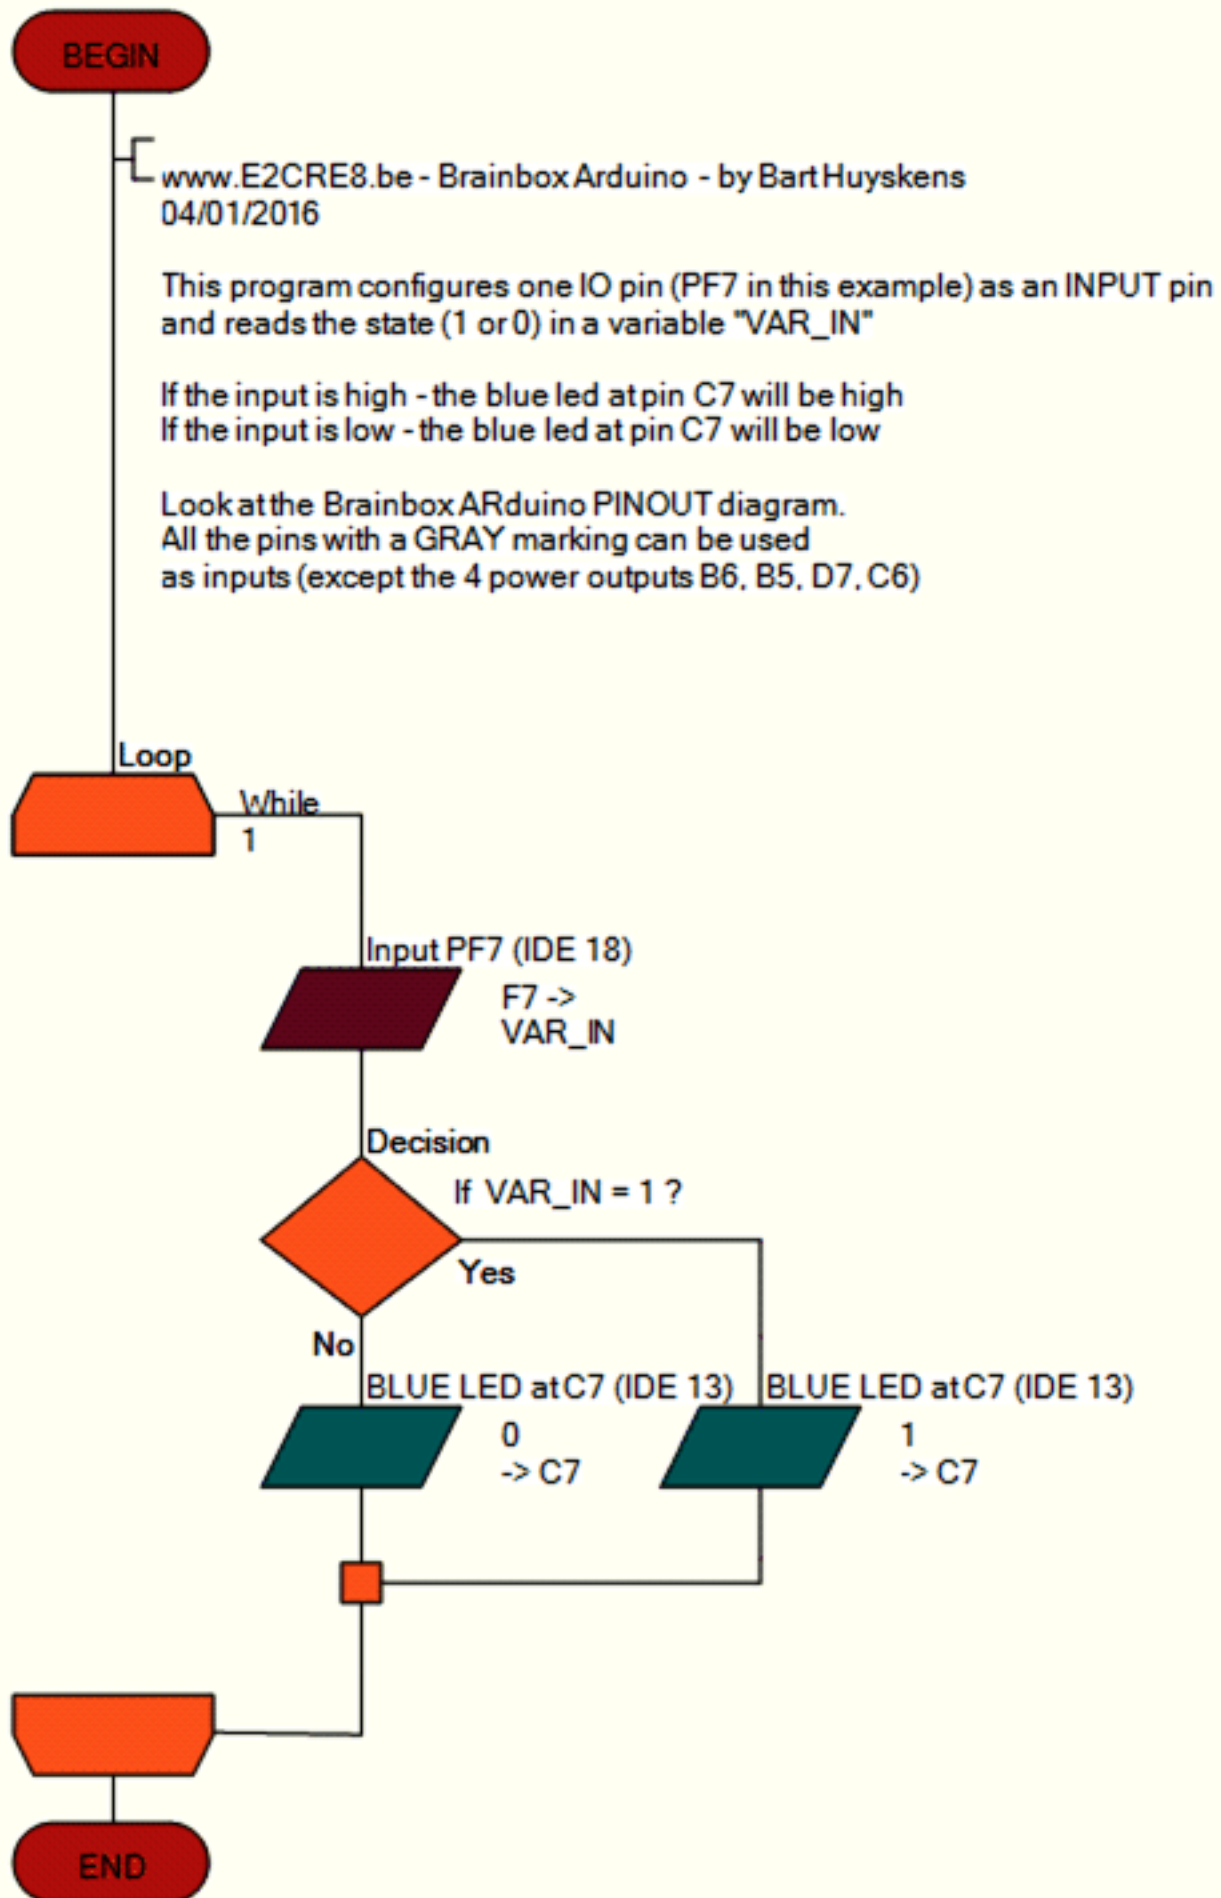 BEGIN
www.E2CRE8.be - Brainbox Arduino - by Bart Huyskens
04/01/2016
This program configures one IO pin (PF7 in this example) as an INPUT pin
and reads the state (1 or 0) in a variable "VAR_IN"
If the input is high - the blue led at pin C7 will be high
If the input is low - the blue led at pin C7 will be low
Look at the Brainbox ARduino PINOUT diagram.
All the pins with a GRAY marking can be used
as inputs (except the 4 power outputs B6, B5, D7, C6)
Loop
While
1
Input PF7 (IDE 18)
F7 ->
VAR_IN
Decision
If VAR_IN = 1 ?
Yes
No
BLUE LED at C7 (IDE 13)
0
-> C7
BLUE LED at C7 (IDE 13)
1
-> C7
END